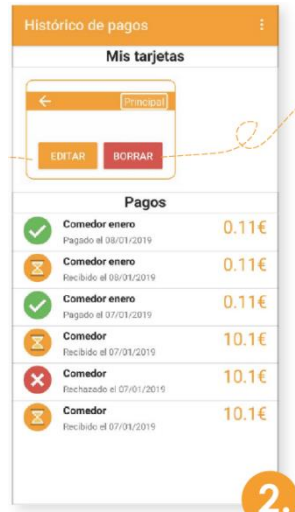 Histórico de pagos
Mis tarjetas
Principal
EDITAR BORRAR
Pagos
Comedor enero 0.11€
Pagado el 08/01/2019
Comedor enero 0.11€
Recibido el 08/01/2019
Comedor enero 0.11€
Pagado el 07/01/2019
Comedor 10.1€
Recibido el 07/01/2019
Comedor 10.1€
Rechazado el 07/01/2019
Comedor 10.1€
Recibido el 07/01/2019
2.